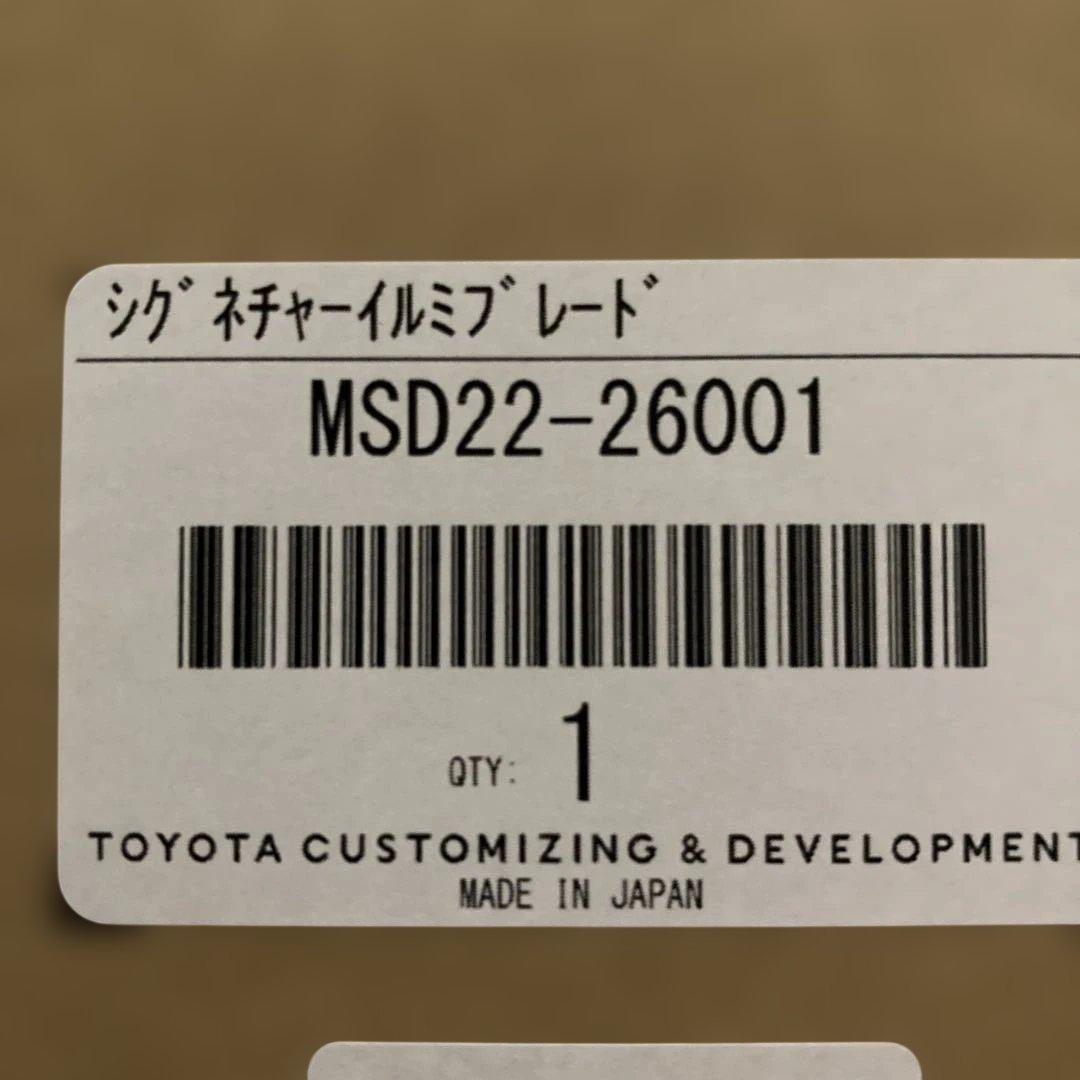 ｼｸﾞﾈﾁｬｰｲﾙﾐﾌﾞﾚｰﾄﾞ
MSD22-26001
QTY: 1
TOYOTA CUSTOMIZING & DEVELOPMENT
MADE IN JAPAN